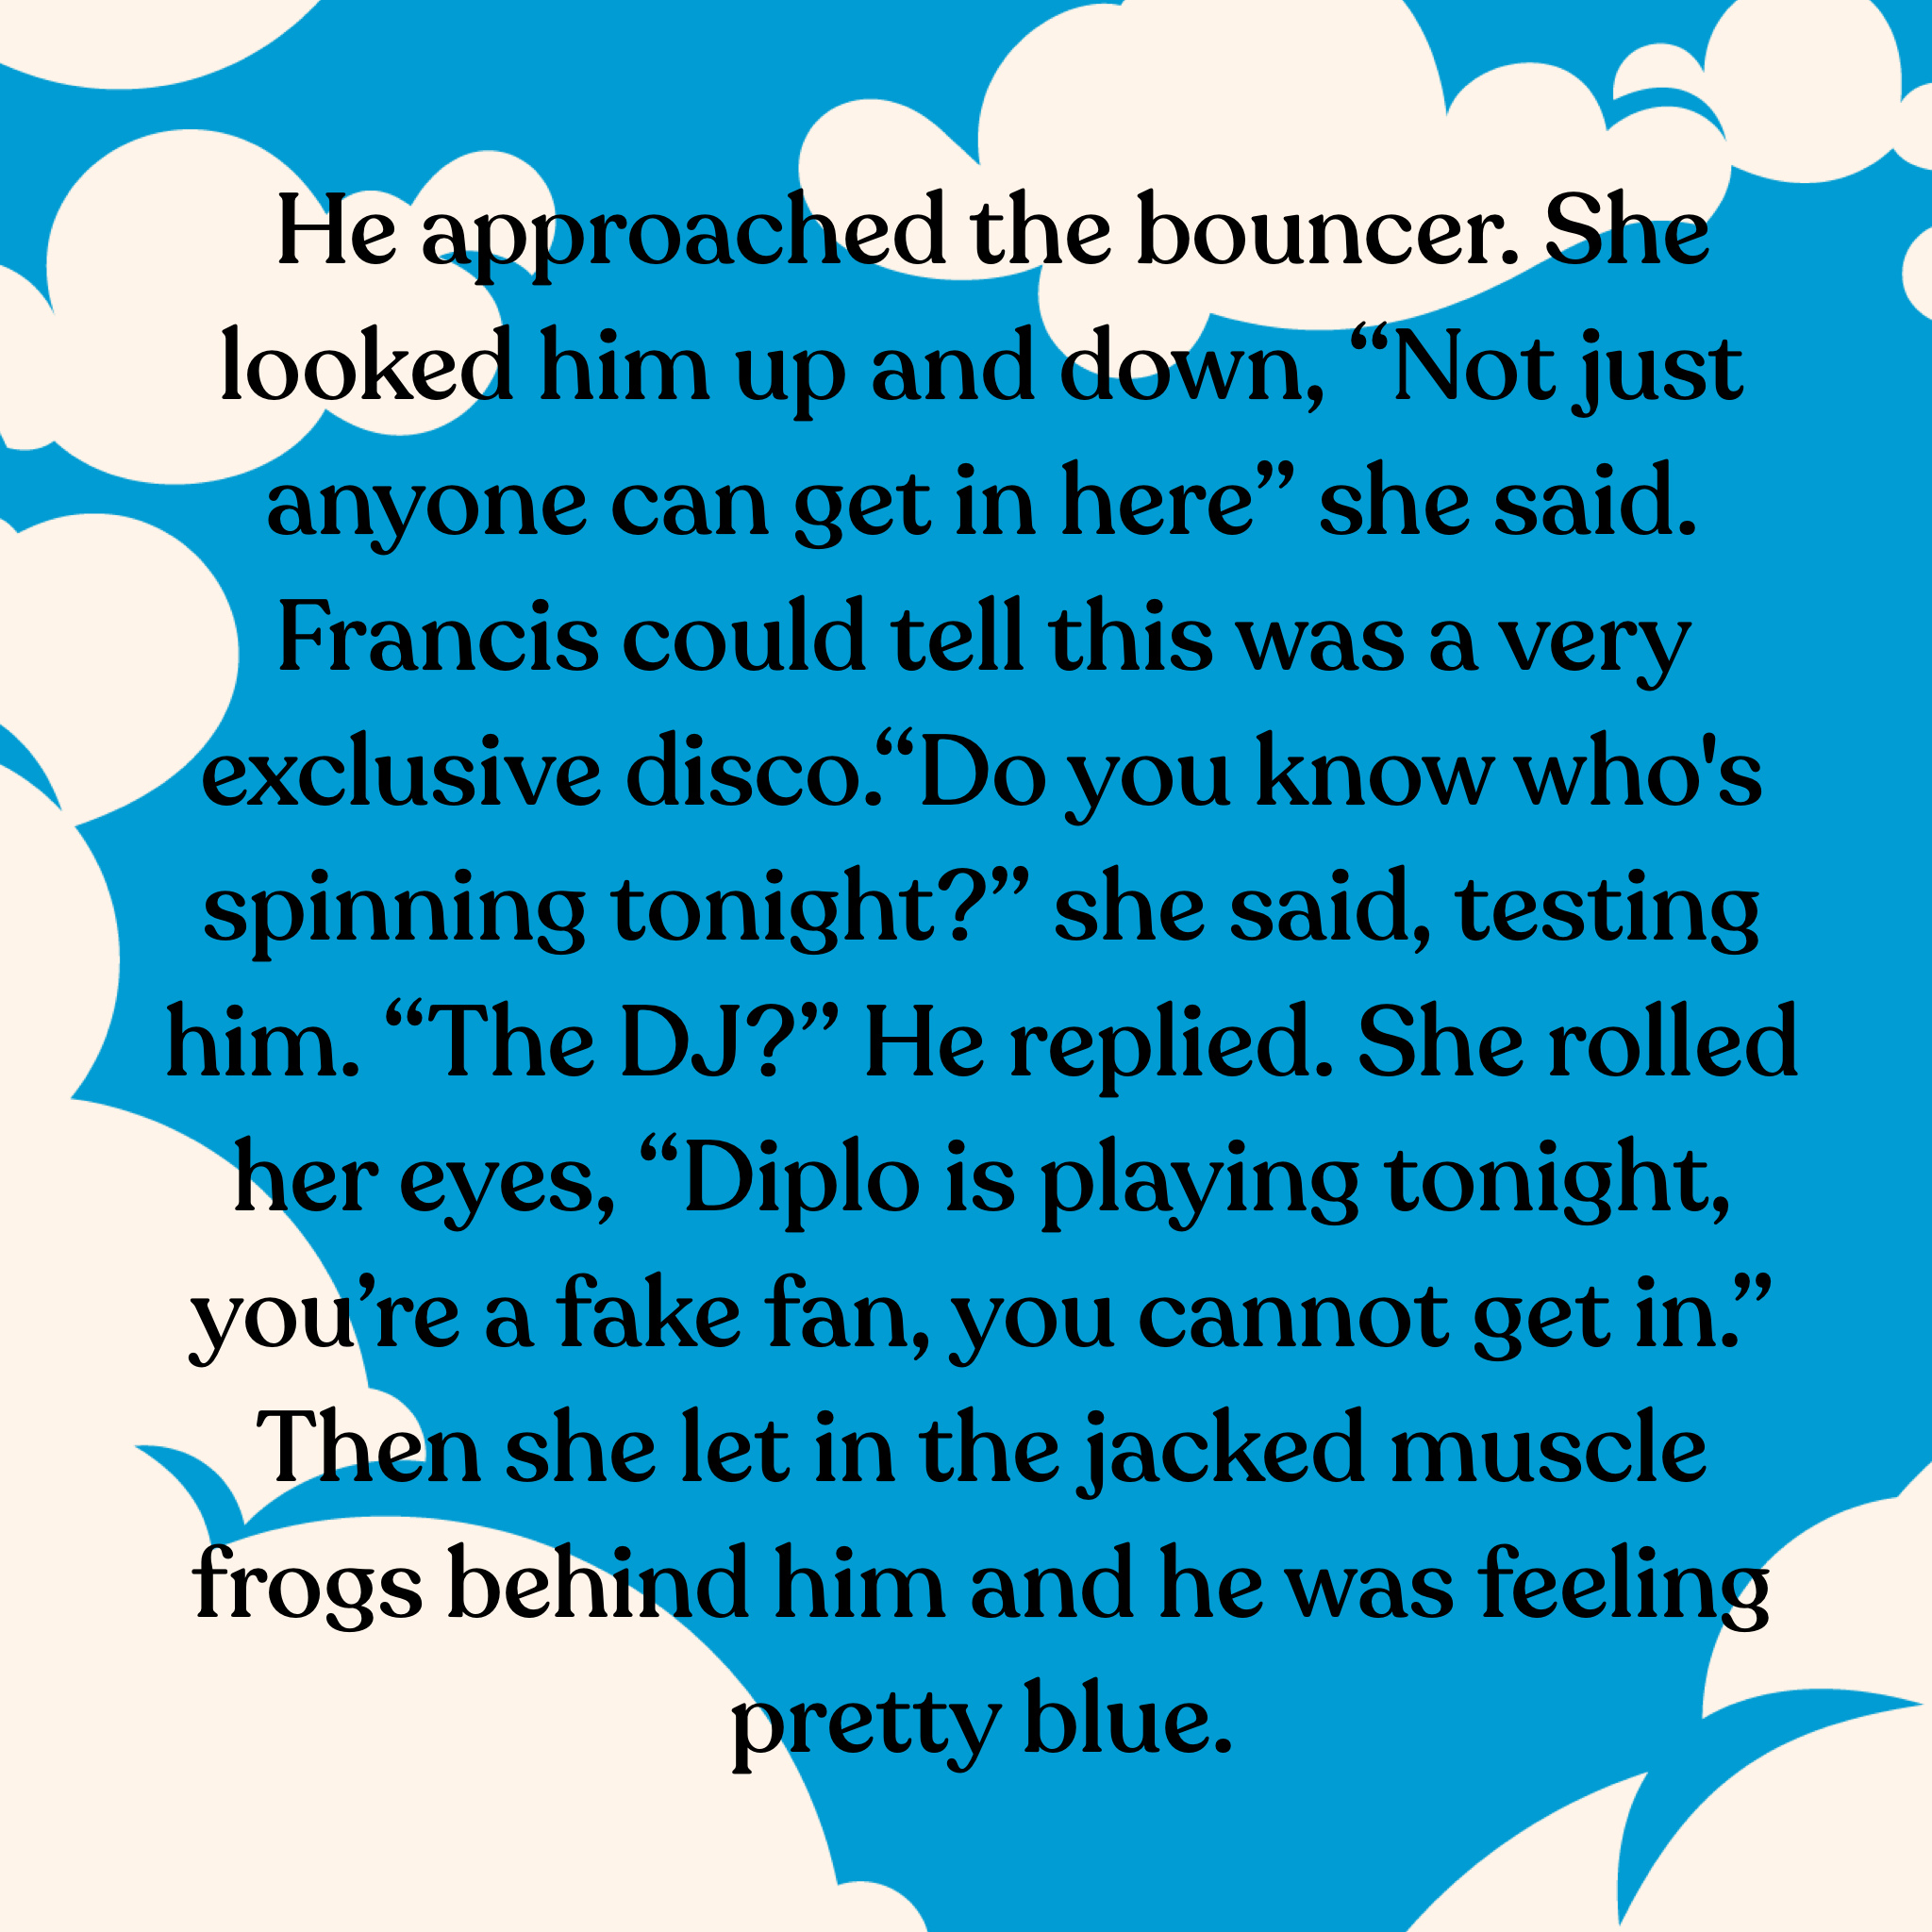 He approached the bouncer. She
looked him up and down, “Not just
anyone can get in here” she said.
Francis could tell this was a very
exclusive disco.“Do you know who's
spinning tonight?” she said, testing
him. “The DJ?” He replied. She rolled
her eyes, “Diplo is playing tonight,
you’re a fake fan, you cannot get in.”
Then she let in the jacked muscle
frogs behind him and he was feeling
pretty blue.